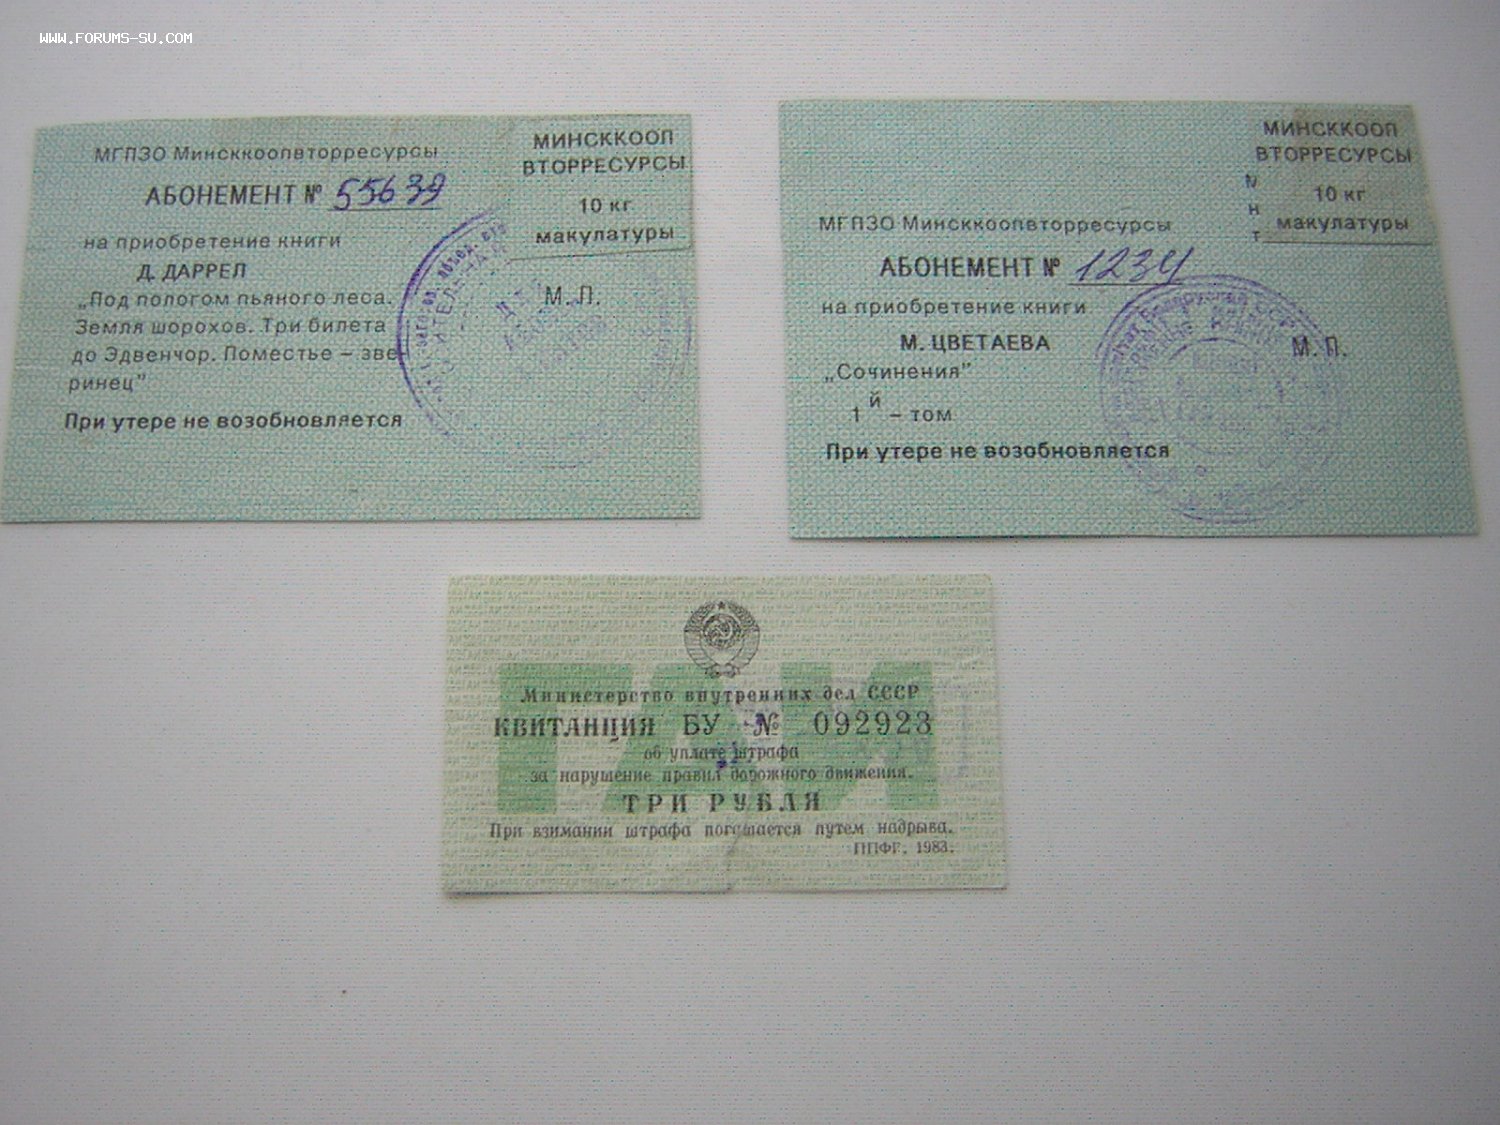 WWW.FORUMS-SU.COM
МГПЗО Минсккоопвторресурсы
АБОНЕМЕНТ № 55639
на приобретение книги
Д. ДАРРЕЛ
„Под пологом пьяного леса.
Земля шорохов. Три билета
до Эдвенчор. Поместье – зве-
ринец”
При утере не возобновляется
МИНСККООП
ВТОРРЕСУРСЫ
10 кг
макулатуры
М. П.
МГПЗО Минсккоопвторресурсы
АБОНЕМЕНТ № 1234
на приобретение книги
М. ЦВЕТАЕВА
„Сочинения”
1й – том
При утере не возобновляется
МИНСККООП
ВТОРРЕСУРСЫ
10 кг
макулатуры
М. П.
ГАИ
Министерство внутренних дел СССР
КВИТАНЦИЯ БУ № 092923
об уплате штрафа
за нарушение правил дорожного движения.
ТРИ РУБЛЯ
При взимании штрафа погашается путем надрыва.
ППФГ. 1983.